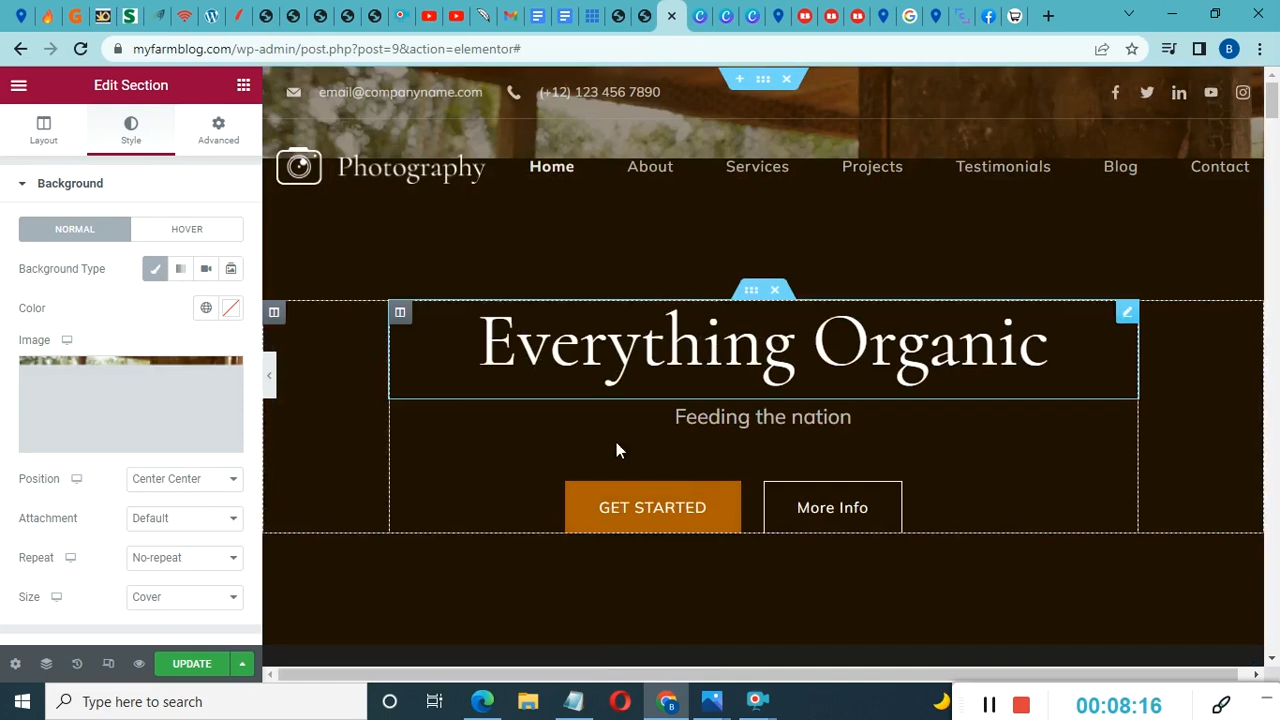 myfarmblog.com/wp-admin/post.php?post=9&action=elementor#
B
Edit Section
Layout
Style
Advanced
Background
NORMAL
HOVER
Background Type
Color
Image
Position
Center Center
Attachment
Default
Repeat
No-repeat
Size
Cover
UPDATE
email@companyname.com
(+12) 123 456 7890
Photography
Home
About
Services
Projects
Testimonials
Blog
Contact
Everything Organic
Feeding the nation
GET STARTED
More Info
Type here to search
00:08:16